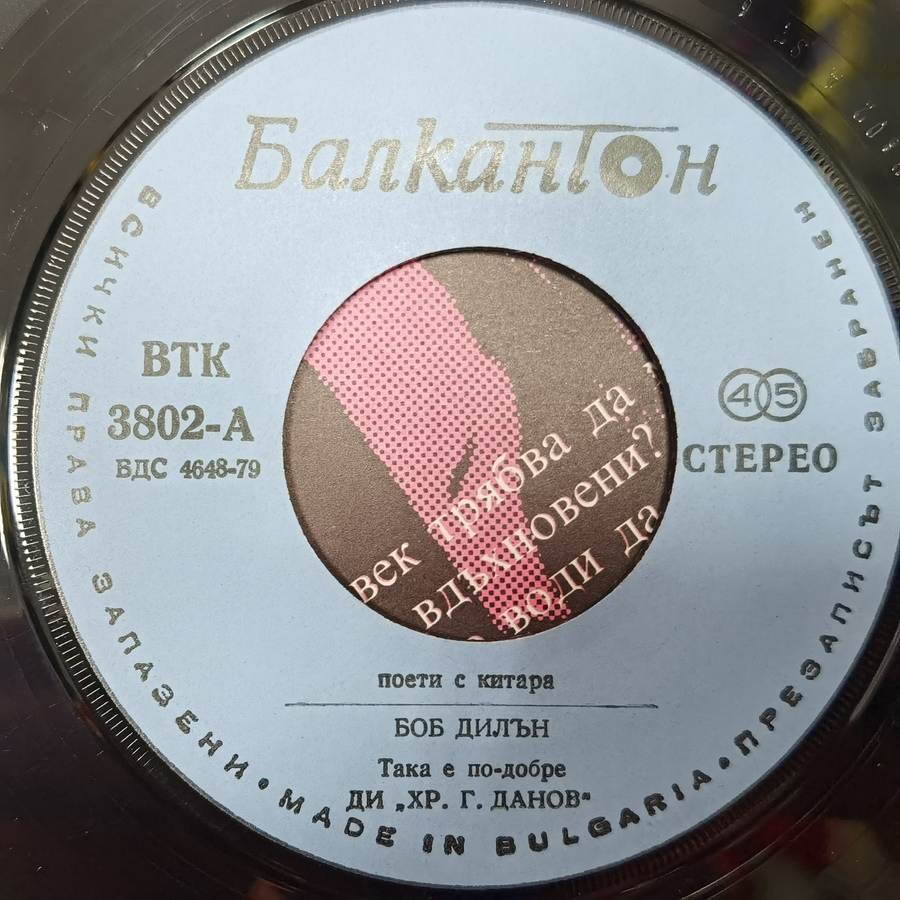 БалканТон
ВСИЧКИ ПРАВА ЗАПАЗЕНИ • MADE IN BULGARIA • ПРЕЗАПИСЪТ ЗАБРАНЕН
ВТК
3802-А
БДС 4648-79
45
СТЕРЕО
век трябва да
вдъхновени?
води да
поети с китара
БОБ ДИЛЪН
Така е по-добре
ДИ „ХР. Г. ДАНОВ"